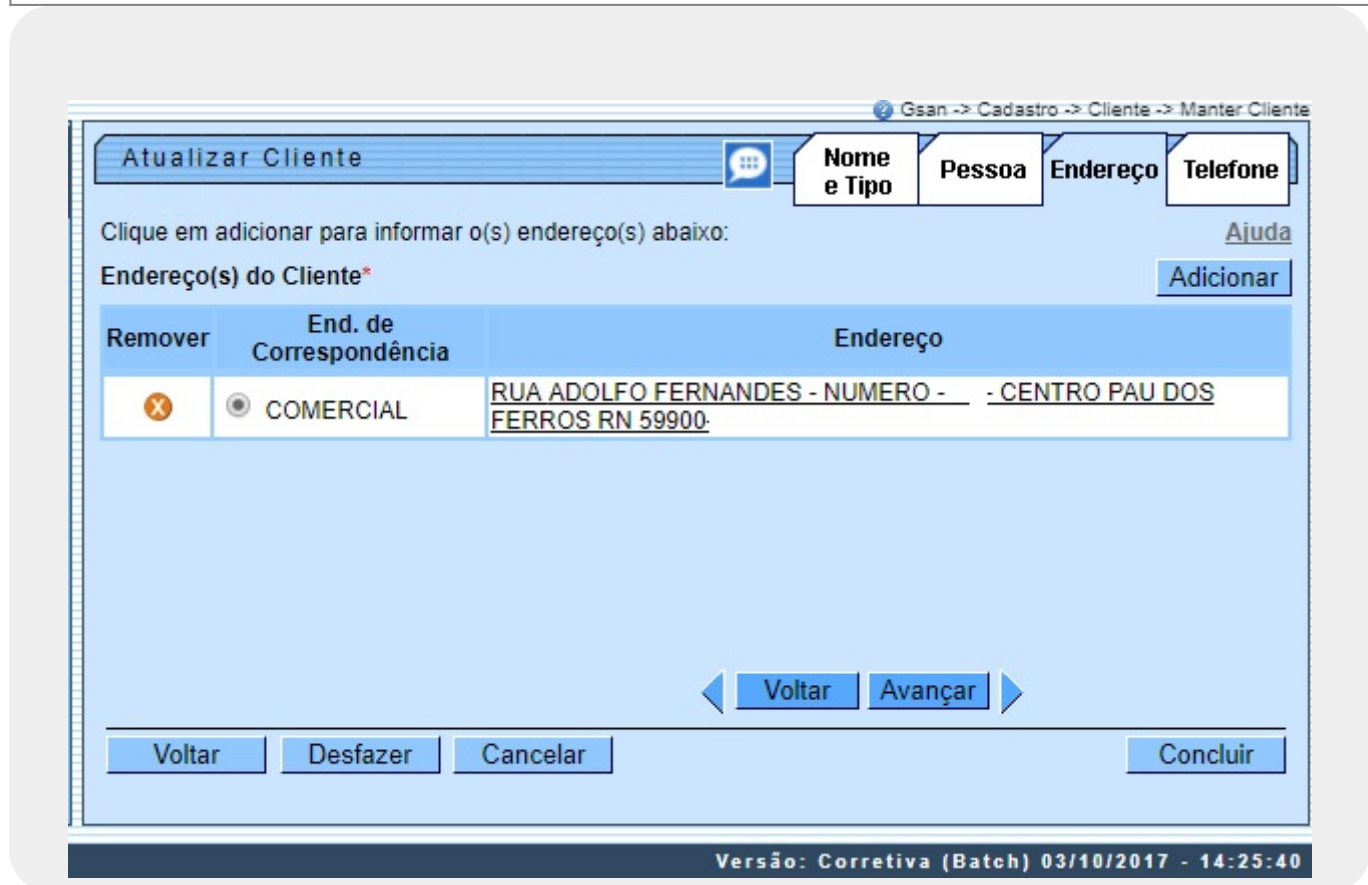 Gsan -> Cadastro -> Cliente -> Manter Cliente
Atualizar Cliente
Nome
e Tipo
Pessoa
Endereço
Telefone
Clique em adicionar para informar o(s) endereço(s) abaixo:
Ajuda
Endereço(s) do Cliente*
Adicionar
Remover
End. de
Correspondência
Endereço
COMERCIAL
RUA ADOLFO FERNANDES - NUMERO - - CENTRO PAU DOS
FERROS RN 59900-
Voltar Avançar
Voltar Desfazer Cancelar Concluir
Versão: Corretiva (Batch) 03/10/2017 - 14:25:40